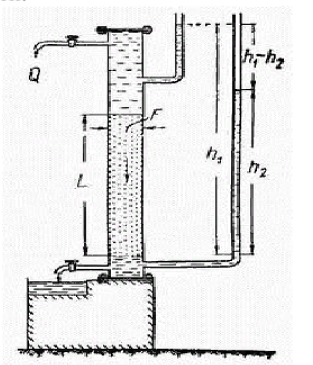 Q
F
h₁-h₂
L
h₁
h₂